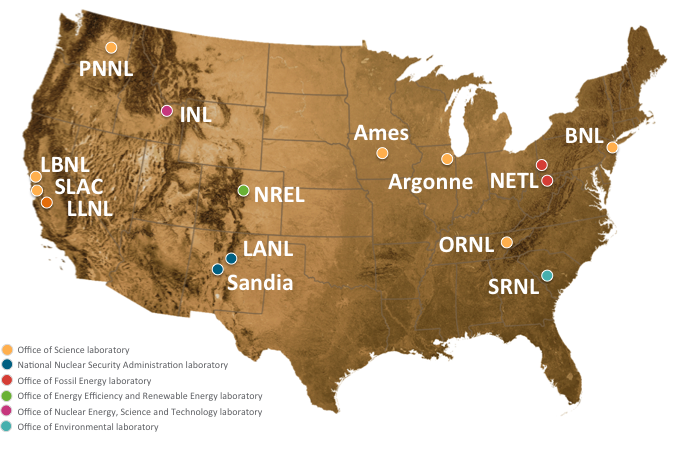 PNNL
INL
Ames
BNL
LBNL
Argonne
NETL
SLAC
NREL
LLNL
ORNL
LANL
Sandia
SRNL
Office of Science laboratory
National Nuclear Security Administration laboratory
Office of Fossil Energy laboratory
Office of Energy Efficiency and Renewable Energy laboratory
Office of Nuclear Energy, Science and Technology laboratory
Office of Environmental laboratory